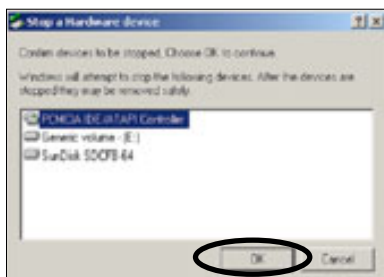 Stop a Hardware device
Confirm devices to be stopped, Choose OK to continue.
Windows will attempt to stop the following devices. After the devices are
stopped they may be removed safely.
PCMCIA IDE/ATAPI Controller
Generic volume - (E:)
SanDisk SDCFB-64
OK
Cancel